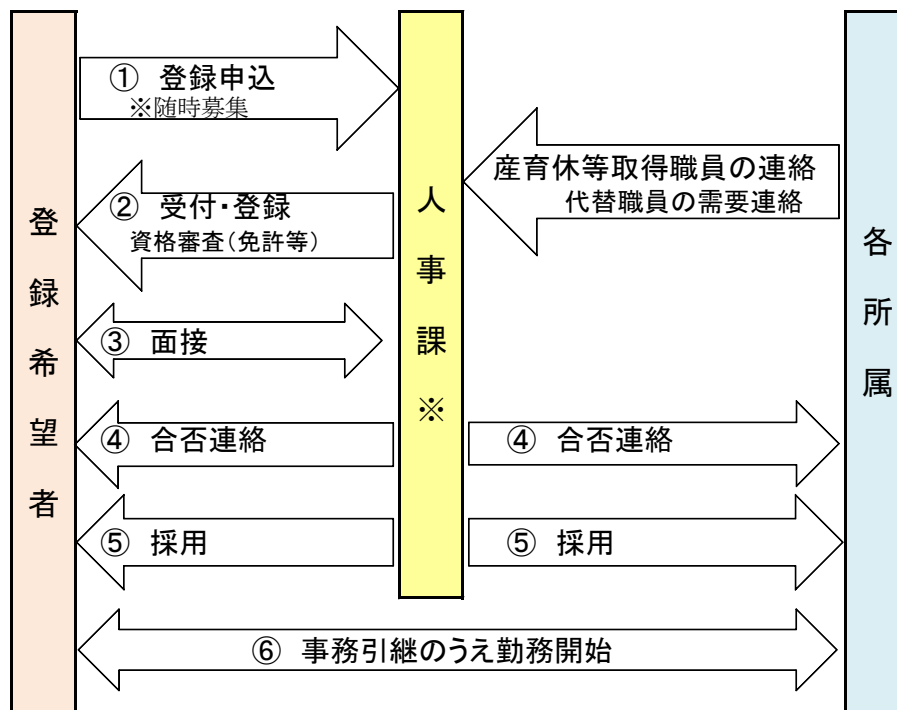 登録希望者
① 登録申込
※随時募集
② 受付・登録
資格審査（免許等）
③ 面接
④ 合否連絡
⑤ 採用
人事課※
産育休等取得職員の連絡
代替職員の需要連絡
④ 合否連絡
⑤ 採用
⑥ 事務引継のうえ勤務開始
各所属